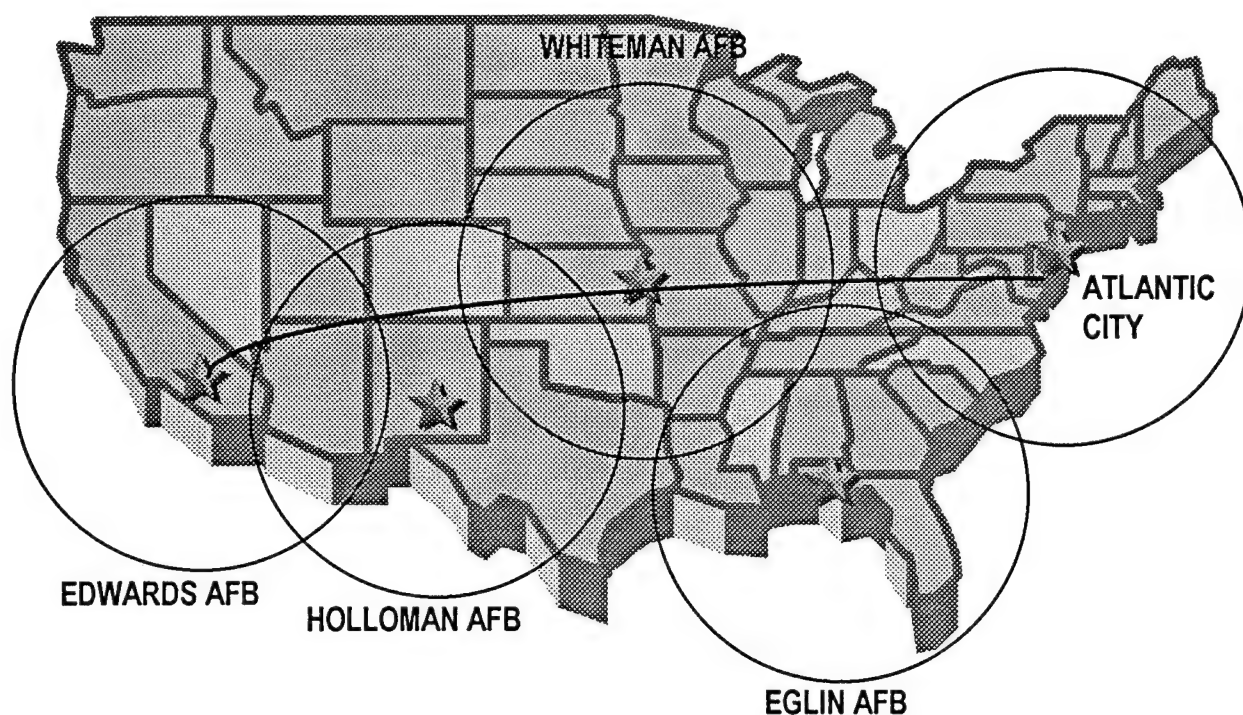 WHITEMAN AFB
ATLANTIC
CITY
EDWARDS AFB
HOLLOMAN AFB
EGLIN AFB